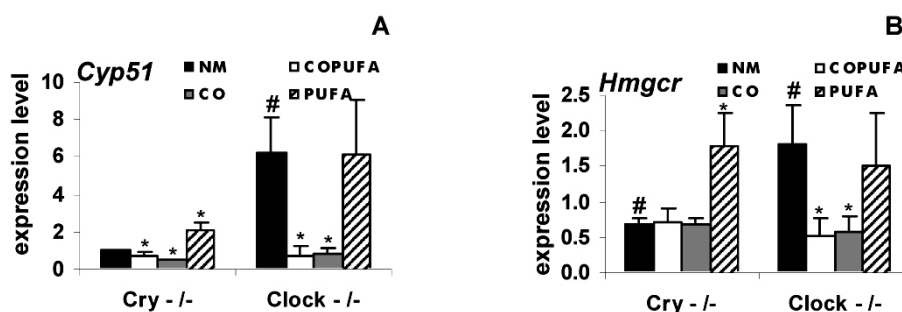 A
Cyp51
NM
COPUFA
CO
PUFA
expression level
10
8
6
4
2
0
#
*
*
*
*
*
Cry - /-
Clock - /-
B
Hmgcr
NM
COPUFA
CO
PUFA
expression level
2.5
2.0
1.5
1.0
0.5
0.0
#
*
#
*
*
Cry - /-
Clock - /-